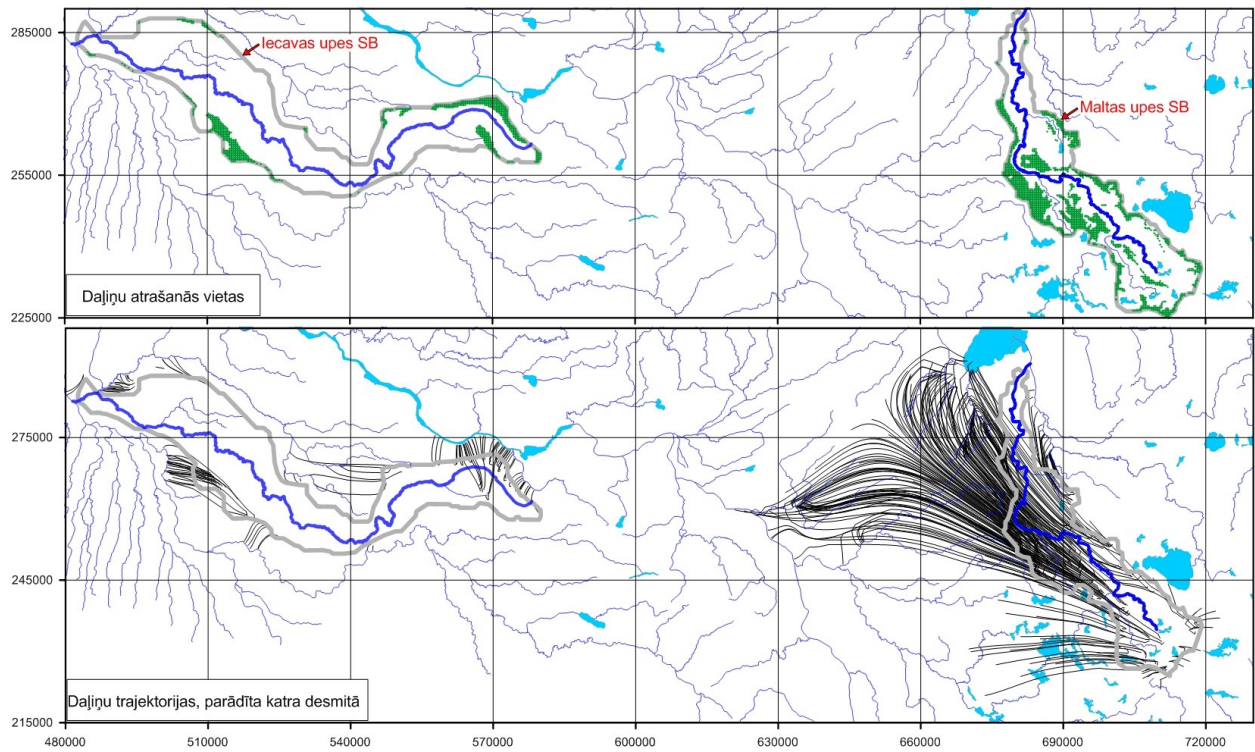 285000
Iecavas upes SB
Maltas upes SB
255000
Daļiņu atrašanās vietas
225000
275000
245000
Daļiņu trajektorijas, parādīta katra desmitā
215000
480000 510000 540000 570000 600000 630000 660000 690000 720000